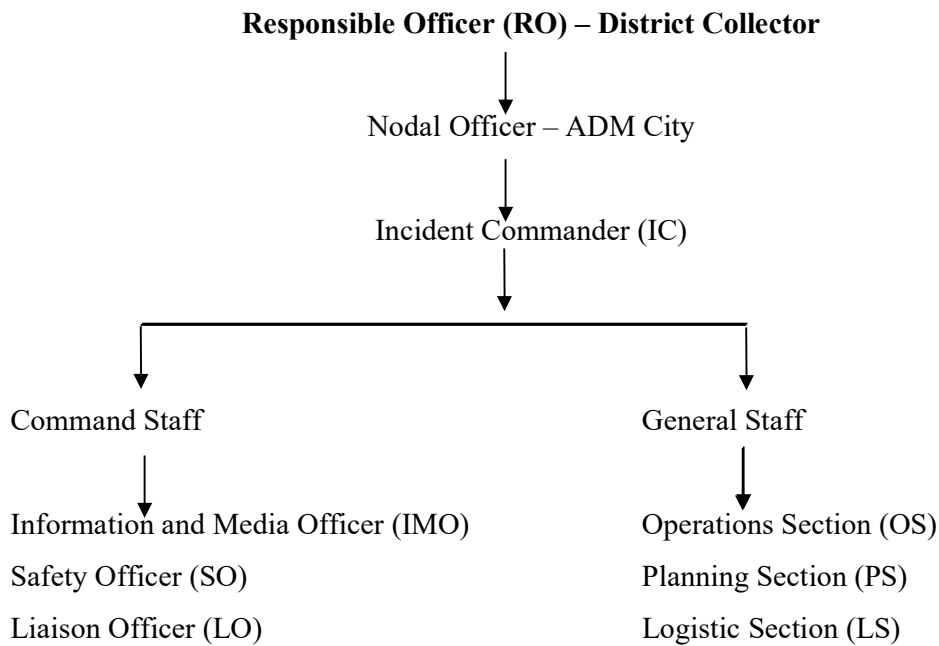 Responsible Officer (RO) – District Collector
Nodal Officer – ADM City
Incident Commander (IC)
Command Staff
General Staff
Information and Media Officer (IMO)
Operations Section (OS)
Safety Officer (SO)
Planning Section (PS)
Liaison Officer (LO)
Logistic Section (LS)